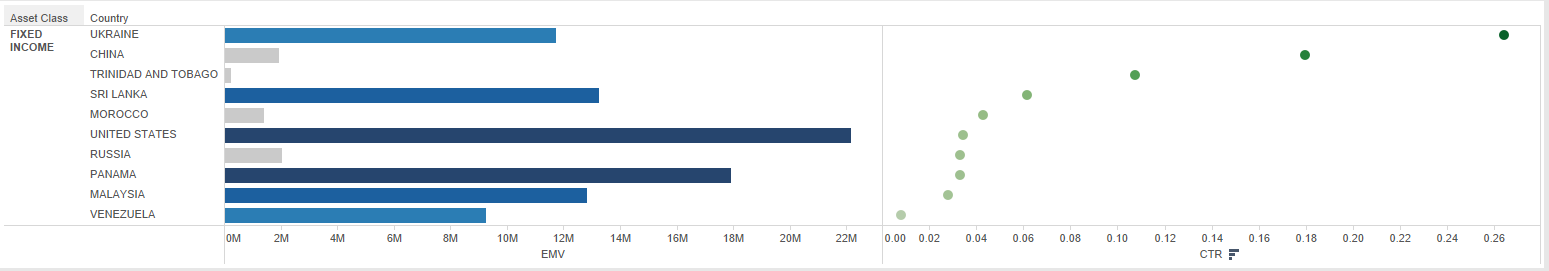 Asset Class Country
FIXED INCOME UKRAINE
CHINA
TRINIDAD AND TOBAGO
SRI LANKA
MOROCCO
UNITED STATES
RUSSIA
PANAMA
MALAYSIA
VENEZUELA
0M 2M 4M 6M 8M 10M 12M 14M 16M 18M 20M 22M 0.00 0.02 0.04 0.06 0.08 0.10 0.12 0.14 0.16 0.18 0.20 0.22 0.24 0.26
EMV CTR